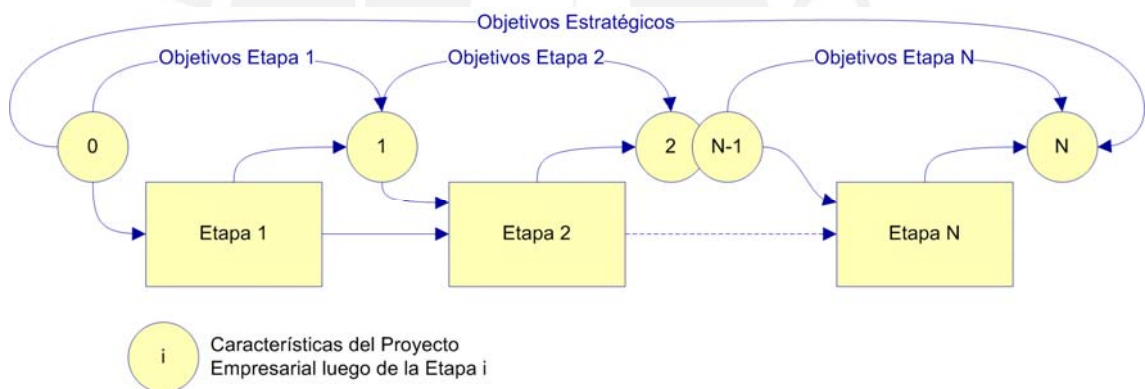 Objetivos Estratégicos
Objetivos Etapa 1
Objetivos Etapa 2
Objetivos Etapa N
0
1
2
N-1
N
Etapa 1
Etapa 2
Etapa N
i
Características del Proyecto
Empresarial luego de la Etapa i